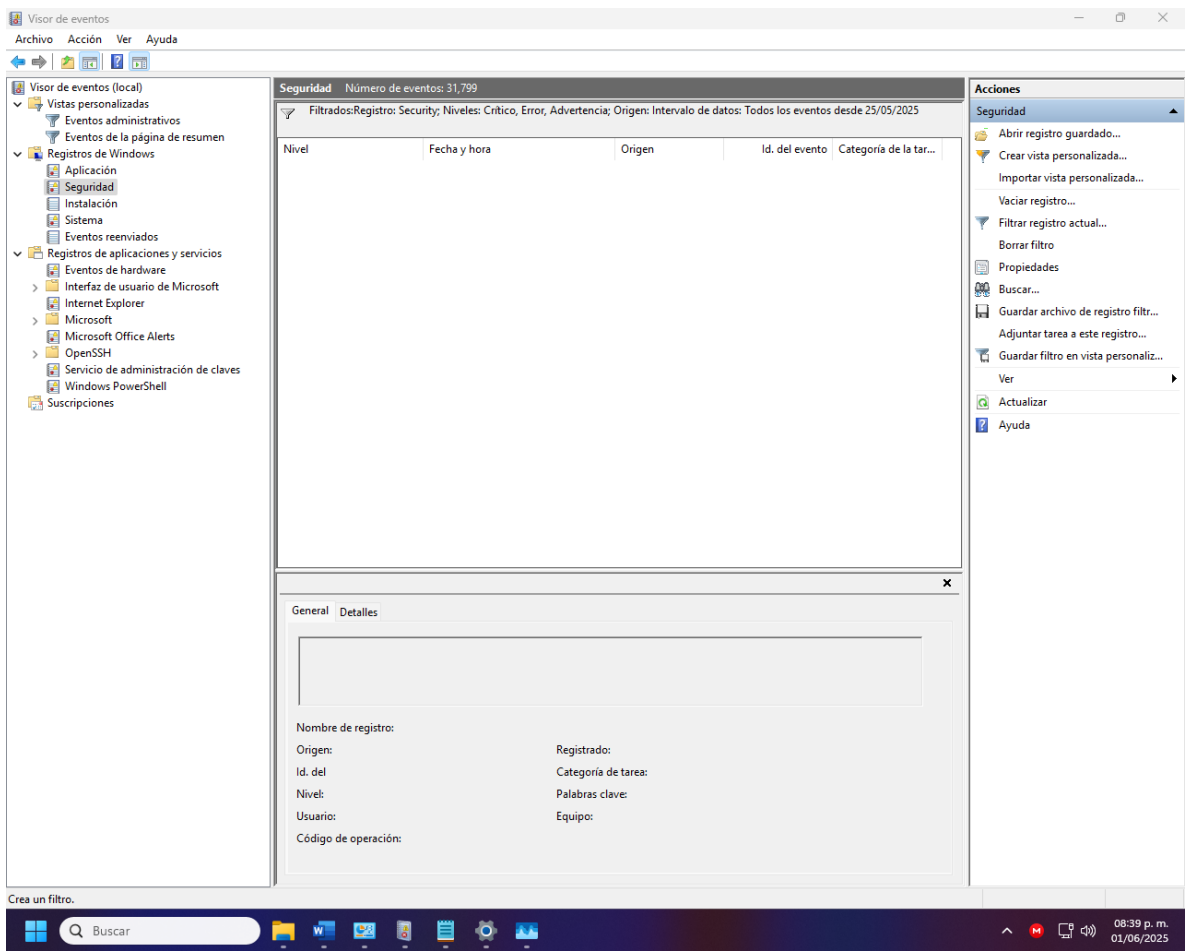 Visor de eventos
Archivo Acción Ver Ayuda
Visor de eventos (local)
Vistas personalizadas
Eventos administrativos
Eventos de la página de resumen
Registros de Windows
Aplicación
Seguridad
Instalación
Sistema
Eventos reenviados
Registros de aplicaciones y servicios
Eventos de hardware
Interfaz de usuario de Microsoft
Internet Explorer
Microsoft
Microsoft Office Alerts
OpenSSH
Servicio de administración de claves
Windows PowerShell
Suscripciones
Seguridad Número de eventos: 31,799
Filtrados:Registro: Security; Niveles: Crítico, Error, Advertencia; Origen: Intervalo de datos: Todos los eventos desde 25/05/2025
Nivel Fecha y hora Origen Id. del evento Categoría de la tar...
General Detalles
Nombre de registro:
Origen: Registrado:
Id. del Categoría de tarea:
Nivel: Palabras clave:
Usuario: Equipo:
Código de operación:
Acciones
Seguridad
Abrir registro guardado...
Crear vista personalizada...
Importar vista personalizada...
Vaciar registro...
Filtrar registro actual...
Borrar filtro
Propiedades
Buscar...
Guardar archivo de registro filtr...
Adjuntar tarea a este registro...
Guardar filtro en vista personaliz...
Ver
Actualizar
Ayuda
Crea un filtro.
Buscar
08:39 p. m.
01/06/2025